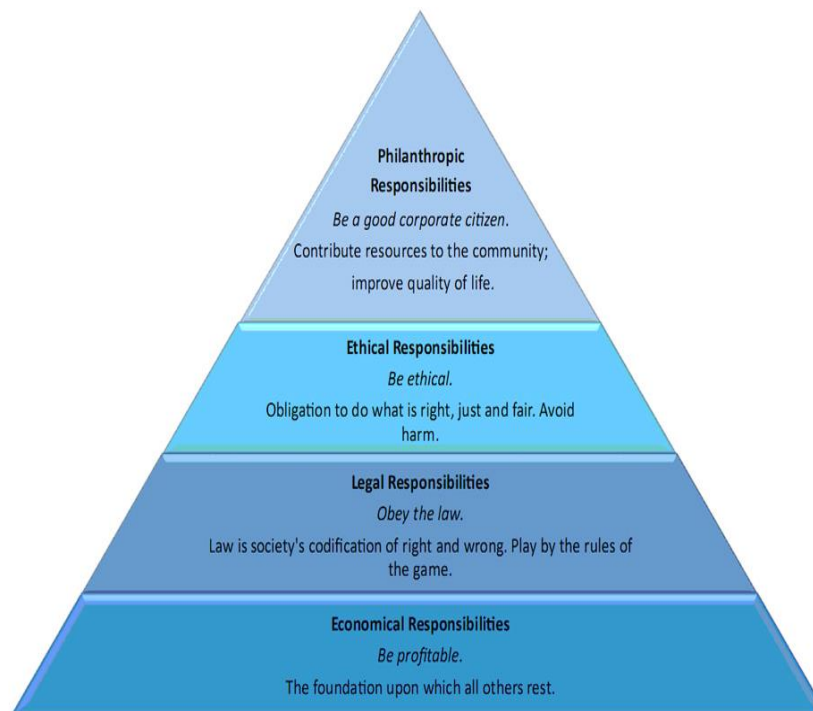 Philanthropic
Responsibilities
Be a good corporate citizen.
Contribute resources to the community;
improve quality of life.
Ethical Responsibilities
Be ethical.
Obligation to do what is right, just and fair. Avoid
harm.
Legal Responsibilities
Obey the law.
Law is society's codification of right and wrong. Play by the rules of
the game.
Economical Responsibilities
Be profitable.
The foundation upon which all others rest.